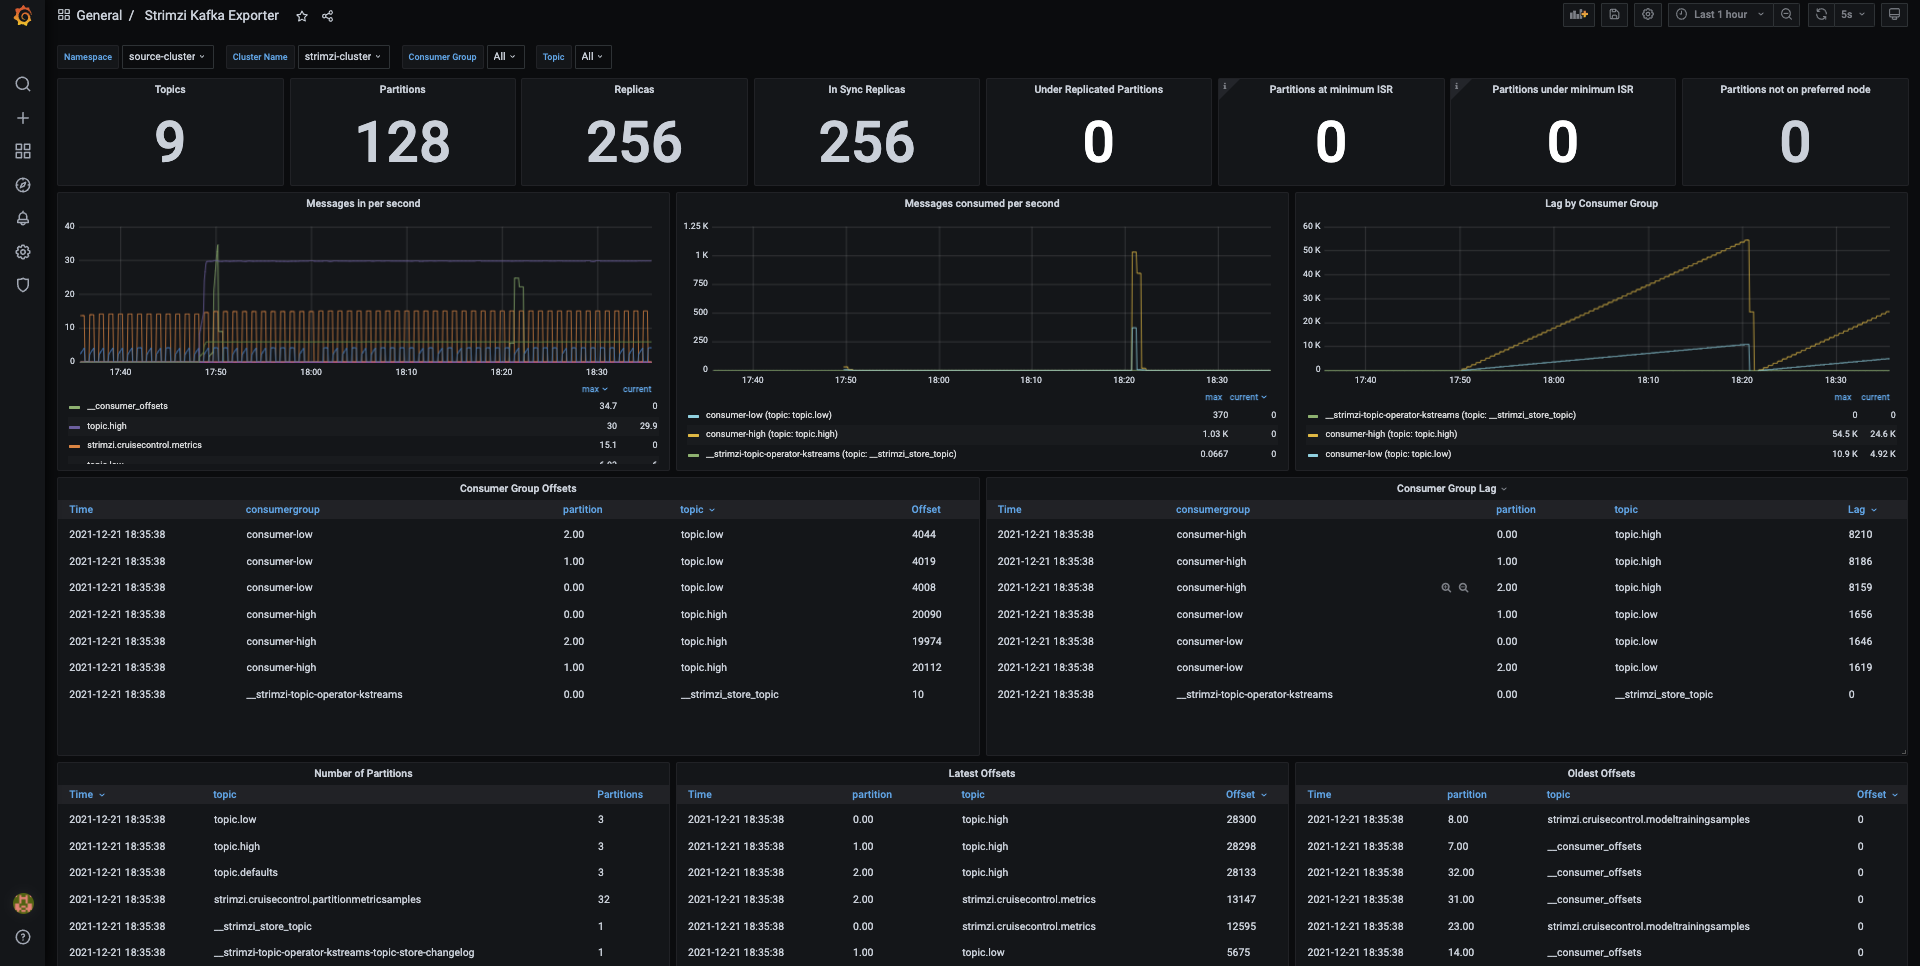 General / Strimzi Kafka Exporter
Last 1 hour
5s
Namespace source-cluster Cluster Name strimzi-cluster Consumer Group All Topic All
Topics
9
Partitions
128
Replicas
256
In Sync Replicas
256
Under Replicated Partitions
0
Partitions at minimum ISR
0
Partitions under minimum ISR
0
Partitions not on preferred node
0
Messages in per second
40
30
20
10
0
17:40 17:50 18:00 18:10 18:20 18:30
max current
__consumer_offsets 34.7 0
topic.high 30 29.9
strimzi.cruisecontrol.metrics 15.1 0
Messages consumed per second
1.25 K
1 K
750
500
250
0
17:40 17:50 18:00 18:10 18:20 18:30
max current
consumer-low (topic: topic.low) 370 0
consumer-high (topic: topic.high) 1.03 K 0
__strimzi-topic-operator-kstreams (topic: __strimzi_store_topic) 0.0667 0
Lag by Consumer Group
60 K
50 K
40 K
30 K
20 K
10 K
0
17:40 17:50 18:00 18:10 18:20 18:30
max current
__strimzi-topic-operator-kstreams (topic: __strimzi_store_topic) 0 0
consumer-high (topic: topic.high) 54.5 K 24.6 K
consumer-low (topic: topic.low) 10.9 K 4.92 K
Consumer Group Offsets
Time consumergroup partition topic Offset
2021-12-21 18:35:38 consumer-low 2.00 topic.low 4044
2021-12-21 18:35:38 consumer-low 1.00 topic.low 4019
2021-12-21 18:35:38 consumer-low 0.00 topic.low 4008
2021-12-21 18:35:38 consumer-high 0.00 topic.high 20090
2021-12-21 18:35:38 consumer-high 2.00 topic.high 19974
2021-12-21 18:35:38 consumer-high 1.00 topic.high 20112
2021-12-21 18:35:38 __strimzi-topic-operator-kstreams 0.00 __strimzi_store_topic 10
Consumer Group Lag
Time consumergroup partition topic Lag
2021-12-21 18:35:38 consumer-high 0.00 topic.high 8210
2021-12-21 18:35:38 consumer-high 1.00 topic.high 8186
2021-12-21 18:35:38 consumer-high 2.00 topic.high 8159
2021-12-21 18:35:38 consumer-low 1.00 topic.low 1656
2021-12-21 18:35:38 consumer-low 0.00 topic.low 1646
2021-12-21 18:35:38 consumer-low 2.00 topic.low 1619
2021-12-21 18:35:38 __strimzi-topic-operator-kstreams 0.00 __strimzi_store_topic 0
Number of Partitions
Time topic Partitions
2021-12-21 18:35:38 topic.low 3
2021-12-21 18:35:38 topic.high 3
2021-12-21 18:35:38 topic.defaults 3
2021-12-21 18:35:38 strimzi.cruisecontrol.partitionmetricsamples 32
2021-12-21 18:35:38 __strimzi_store_topic 1
2021-12-21 18:35:38 __strimzi-topic-operator-kstreams-topic-store-changelog 1
Latest Offsets
Time partition topic Offset
2021-12-21 18:35:38 0.00 topic.high 28300
2021-12-21 18:35:38 1.00 topic.high 28298
2021-12-21 18:35:38 2.00 topic.high 28133
2021-12-21 18:35:38 2.00 strimzi.cruisecontrol.metrics 13147
2021-12-21 18:35:38 0.00 strimzi.cruisecontrol.metrics 12595
2021-12-21 18:35:38 1.00 topic.low 5675
Oldest Offsets
Time partition topic Offset
2021-12-21 18:35:38 8.00 strimzi.cruisecontrol.modeltrainingsamples 0
2021-12-21 18:35:38 7.00 __consumer_offsets 0
2021-12-21 18:35:38 32.00 __consumer_offsets 0
2021-12-21 18:35:38 31.00 __consumer_offsets 0
2021-12-21 18:35:38 23.00 strimzi.cruisecontrol.modeltrainingsamples 0
2021-12-21 18:35:38 14.00 __consumer_offsets 0